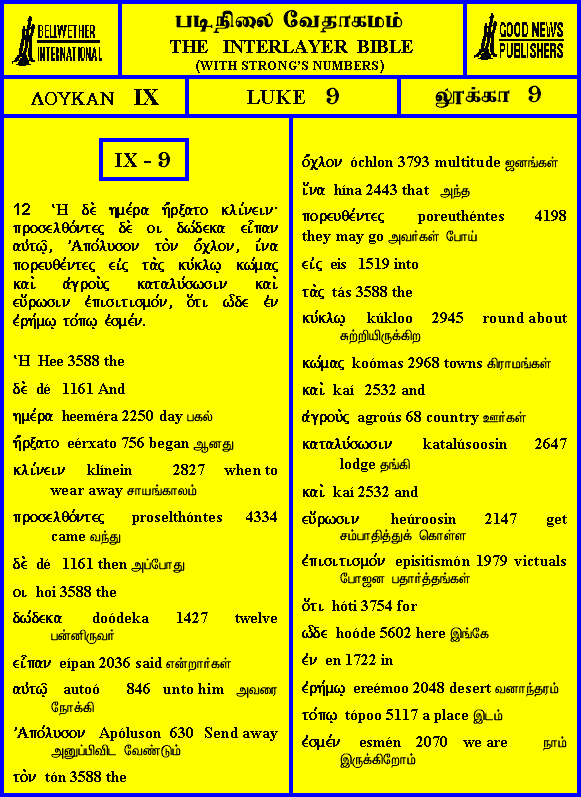 BELLWETHER
INTERNATIONAL
படிநிலை வேதாகமம்
THE INTERLAYER BIBLE
(WITH STRONG'S NUMBERS)
GOOD NEWS
PUBLISHERS
ΛΟΥΚΑΝ IX
LUKE 9
லூக்கா 9
IX - 9
12 Ἡ δὲ ημέρα ἤρξατο κλίνειν·
προσελθόντες δὲ οι δώδεκα εἶπαν
αὐτῷ, Ἀπόλυσον τὸν ὄχλον, ίνα
πορευθέντες εἰς τὰς κύκλῳ κώμας
καὶ ἀγροὺς καταλύσωσιν καὶ
εὕρωσιν ἐπισιτισμόν, ὅτι ὧδε ἐν
ἐρήμῳ τόπῳ ἐσμέν.
Ἡ Hee 3588 the
δὲ dé 1161 And
ημέρα heeméra 2250 day பகல்
ἤρξατο eérxato 756 began ஆனது
κλίνειν klínein 2827 when to
wear away சாயங்காலம்
προσελθόντες proselthóntes 4334
came வந்து
δὲ dé 1161 then அப்போது
οι hoi 3588 the
δώδεκα doódeka 1427 twelve
பன்னிருவர்
εἶπαν eípan 2036 said என்றார்கள்
αὐτῷ autoó 846 unto him அவரை
நோக்கி
Ἀπόλυσον Apóluson 630 Send away
அனுப்பிவிட வேண்டும்
τὸν tón 3588 the
ὄχλον óchlon 3793 multitude ஜனங்கள்
ἵνα hína 2443 that அந்த
πορευθέντες poreuthéntes 4198
they may go அவர்கள் போய்
εἰς eis 1519 into
τὰς tás 3588 the
κύκλῳ kúkloo 2945 round about
சுற்றியிருக்கிற
κώμας koómas 2968 towns கிராமங்கள்
καὶ kaí 2532 and
ἀγροὺς agroús 68 country ஊர்கள்
καταλύσωσιν katalúsoosin 2647
lodge தங்கி
καὶ kaí 2532 and
εὕρωσιν heúroosin 2147 get
சம்பாதித்துக் கொள்ள
ἐπισιτισμόν episitismón 1979 victuals
போஜன பதார்த்தங்கள்
ὅτι hóti 3754 for
ὧδε hoóde 5602 here இங்கே
ἐν en 1722 in
ἐρήμῳ ereémoo 2048 desert வனாந்தரம்
τόπῳ tópoo 5117 a place இடம்
ἐσμέν esmén 2070 we are நாம்
இருக்கிறோம்